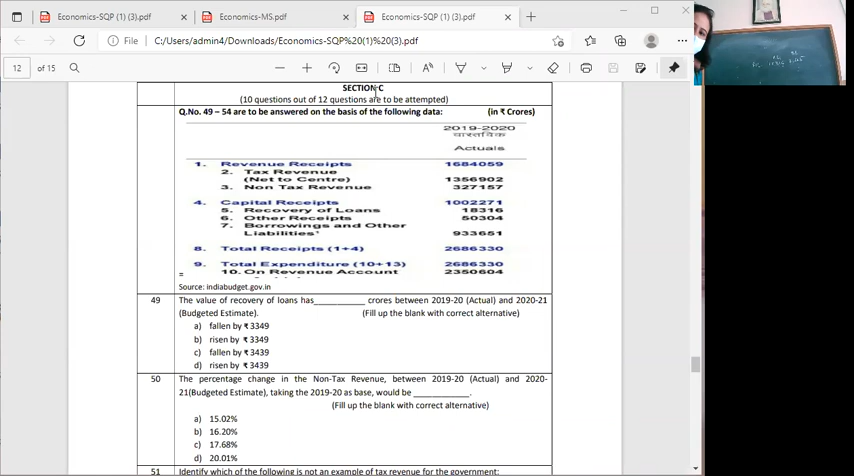 Economics-SQP (1) (3).pdf
Economics-MS.pdf
Economics-SQP (1) (3).pdf
File C:/Users/admin4/Downloads/Economics-SQP%20(1)%20(3).pdf
12 of 15
SECTION-C
(10 questions out of 12 questions are to be attempted)
Q.No. 49 – 54 are to be answered on the basis of the following data: (in ₹ Crores)
2019-2020
वास्तविक
Actuals
1. Revenue Receipts 1684059
2. Tax Revenue
(Net to Centre) 1356902
3. Non Tax Revenue 327157
4. Capital Receipts 1002271
5. Recovery of Loans 18316
6. Other Receipts 50304
7. Borrowings and Other
Liabilities* 933651
8. Total Receipts (1+4) 2686330
9. Total Expenditure (10+13) 2686330
10. On Revenue Account 2350604
=
Source: indiabudget.gov.in
49 The value of recovery of loans has___________ crores between 2019-20 (Actual) and 2020-21
(Budgeted Estimate). (Fill up the blank with correct alternative)
a) fallen by ₹ 3349
b) risen by ₹ 3349
c) fallen by ₹ 3439
d) risen by ₹ 3439
50 The percentage change in the Non-Tax Revenue, between 2019-20 (Actual) and 2020-
21(Budgeted Estimate), taking the 2019-20 as base, would be ____________.
(Fill up the blank with correct alternative)
a) 15.02%
b) 16.20%
c) 17.68%
d) 20.01%
51 Identify which of the following is not an example of tax revenue for the government: